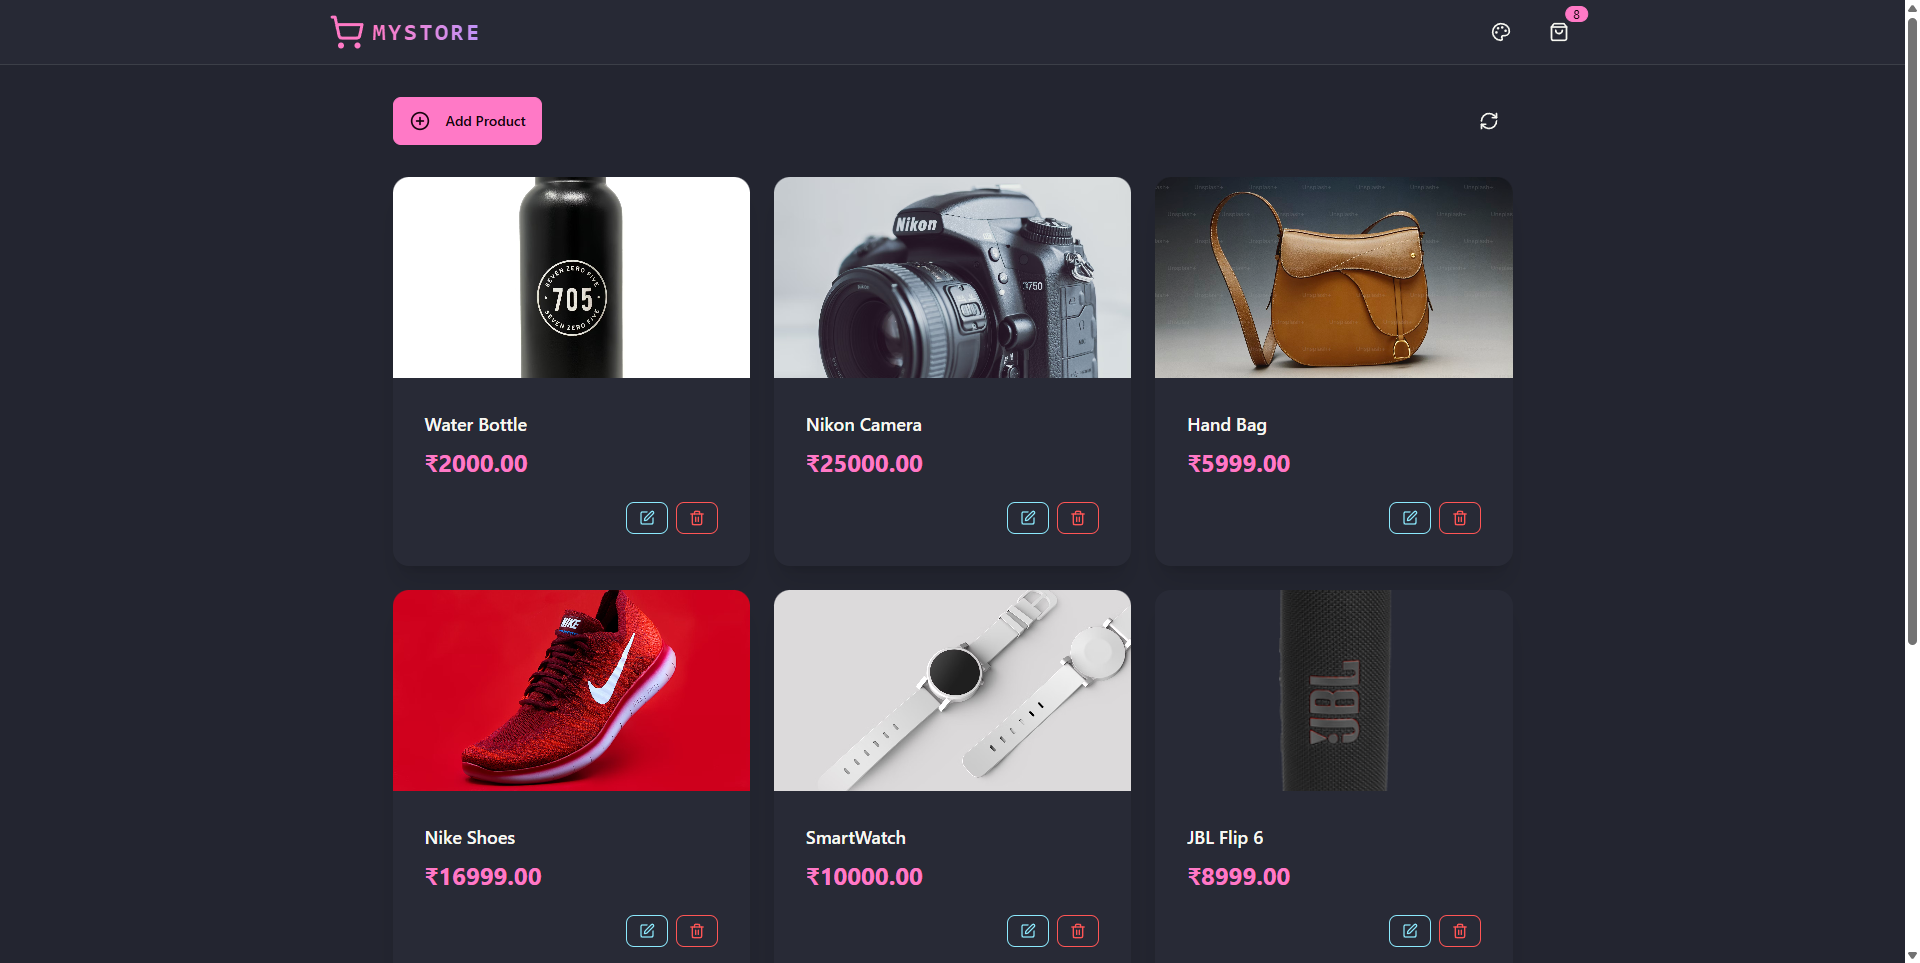 MYSTORE
8
Add Product
SEVEN ZERO FIVE
705
SEVEN ZERO FIVE
Nikon
Nikon
D750
Unsplash+
Water Bottle
₹2000.00
Nikon Camera
₹25000.00
Hand Bag
₹5999.00
NIKE
JBL
Nike Shoes
₹16999.00
SmartWatch
₹10000.00
JBL Flip 6
₹8999.00